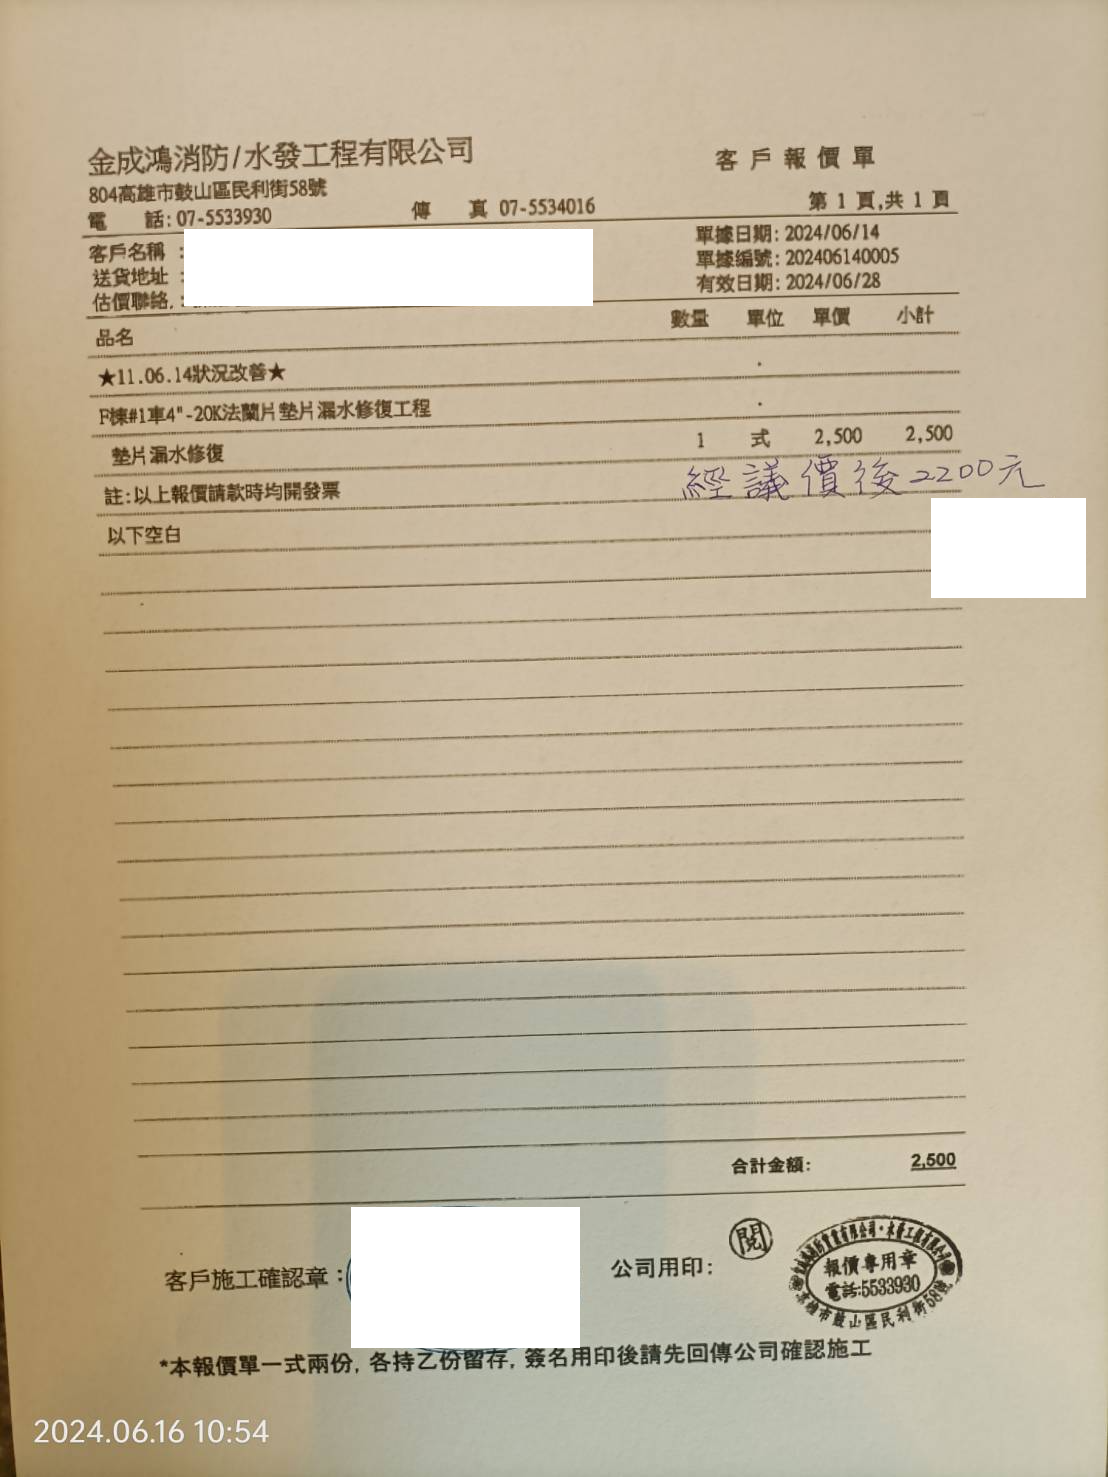 金成鴻消防/水發工程有限公司
客戶報價單
804高雄市鼓山區民利街58號
第 1 頁,共 1 頁
電 話:07-5533930 傳 真 07-5534016
客戶名稱 : 單據日期:2024/06/14
送貨地址 : 單據編號:202406140005
估價聯絡.: 有效日期:2024/06/28
品名 數量 單位 單價 小計
★11.06.14狀況改善★
F棟#1車4"-20K法蘭片墊片漏水修復工程
墊片漏水修復 1 式 2,500 2,500
註:以上報價請款時均開發票 經議價後2200元
以下空白
合計金額: 2,500
客戶施工確認章: 公司用印: 閱
報價專用章
電話:5533930
市鼓山區民利街58號
*本報價單一式兩份, 各持乙份留存, 簽名用印後請先回傳公司確認施工
2024.06.16 10:54